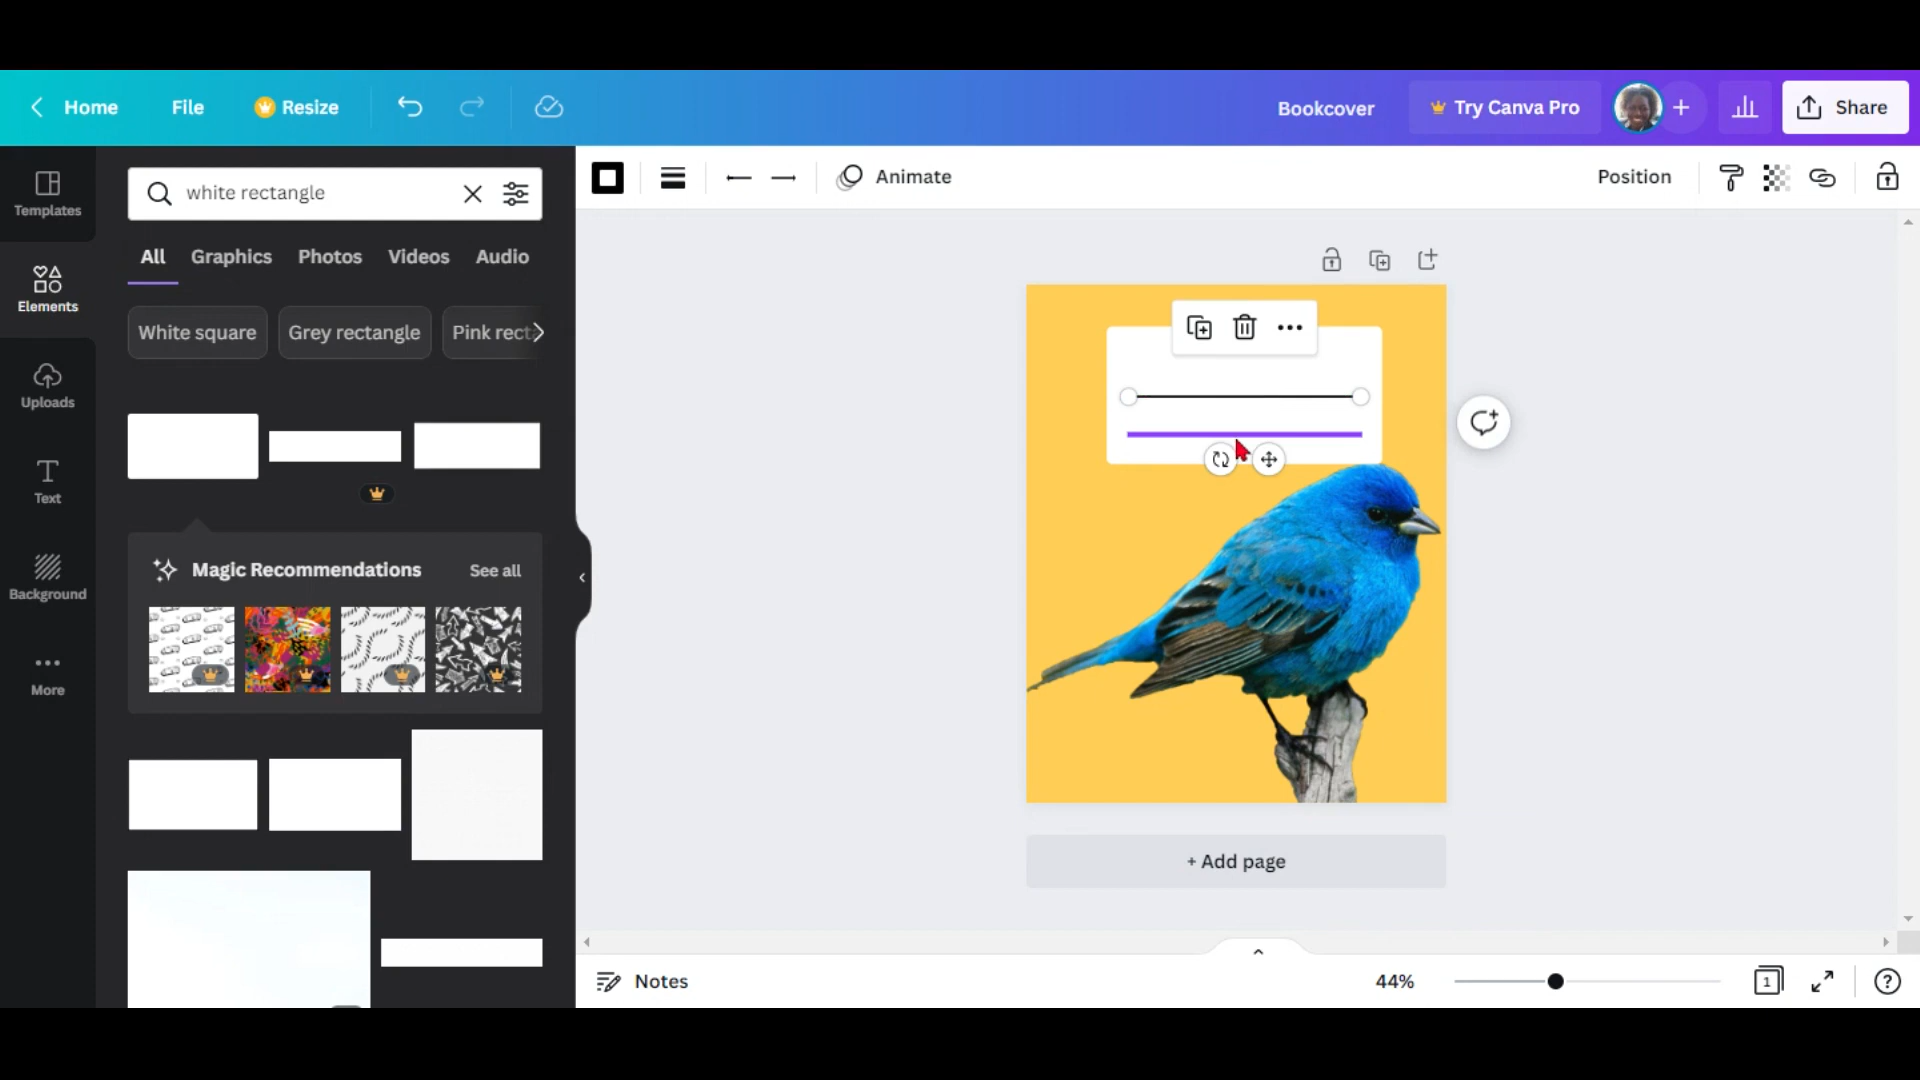 Home File Resize Bookcover Try Canva Pro Share
white rectangle
Animate Position
Templates
All Graphics Photos Videos Audio
Elements
White square Grey rectangle Pink rect
Uploads
Text
Magic Recommendations See all
Background
More
+ Add page
Notes 44% 1 ?